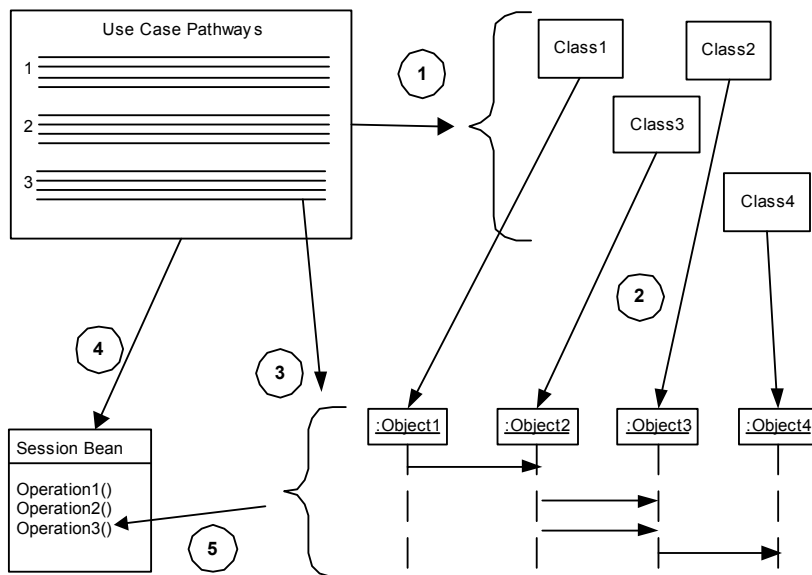 Use Case Pathways
1
2
3
1
Class1
Class2
Class3
Class4
2
4
3
:Object1
:Object2
:Object3
:Object4
Session Bean
Operation1()
Operation2()
Operation3()
5